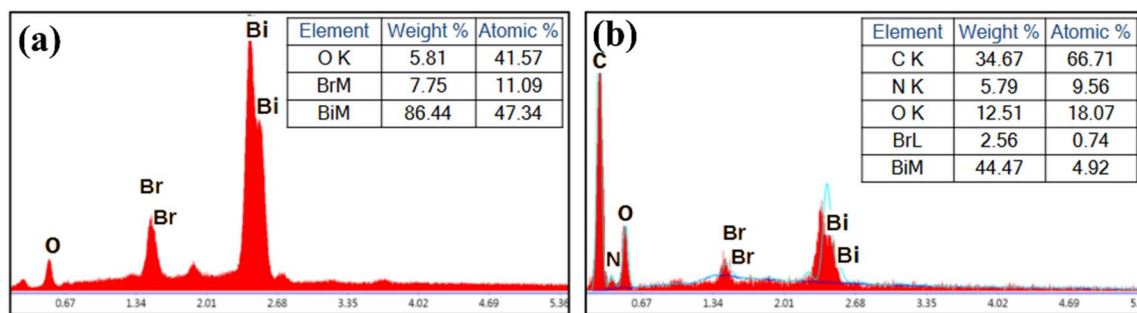 (a)
Element Weight % Atomic %
O K 5.81 41.57
BrM 7.75 11.09
BiM 86.44 47.34
Bi
Bi
Br
Br
O
0.67 1.34 2.01 2.68 3.35 4.02 4.69 5.36
(b)
Element Weight % Atomic %
C K 34.67 66.71
N K 5.79 9.56
O K 12.51 18.07
BrL 2.56 0.74
BiM 44.47 4.92
C
N
O
Br
Br
Bi
Bi
0.67 1.34 2.01 2.68 3.35 4.02 4.69